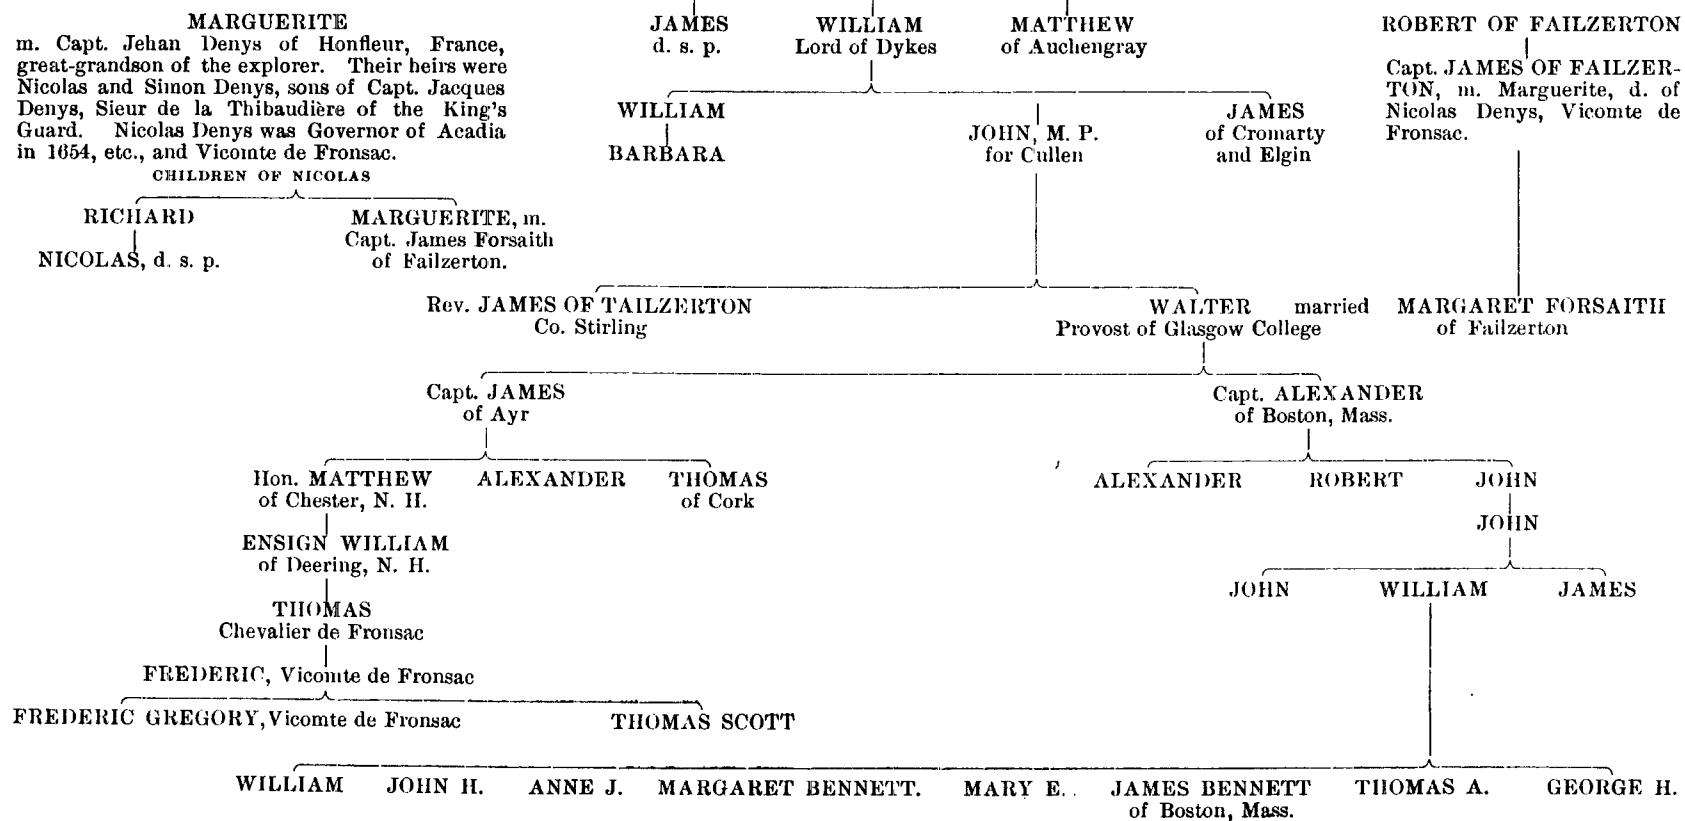 MARGUERITE
m. Capt. Jehan Denys of Honfleur, France,
great-grandson of the explorer. Their heirs were
Nicolas and Simon Denys, sons of Capt. Jacques
Denys, Sieur de la Thibaudière of the King's
Guard. Nicolas Denys was Governor of Acadia
in 1654, etc., and Vicomte de Fronsac.
CHILDREN OF NICOLAS
RICHARD
NICOLAS, d. s. p.
MARGUERITE, m.
Capt. James Forsaith
of Failzerton.
JAMES
d. s. p.
WILLIAM
Lord of Dykes
MATTHEW
of Auchengray
ROBERT OF FAILZERTON
Capt. JAMES OF FAILZER-
TON, m. Marguerite, d. of
Nicolas Denys, Vicomte de
Fronsac.
WILLIAM
BARBARA
JOHN, M. P.
for Cullen
JAMES
of Cromarty
and Elgin
Rev. JAMES OF TAILZERTON
Co. Stirling
WALTER married
Provost of Glasgow College
MARGARET FORSAITH
of Failzerton
Capt. JAMES
of Ayr
Capt. ALEXANDER
of Boston, Mass.
Hon. MATTHEW
of Chester, N. H.
ALEXANDER
THOMAS
of Cork
ALEXANDER
ROBERT
JOHN
JOHN
ENSIGN WILLIAM
of Deering, N. H.
JOHN
WILLIAM
JAMES
THOMAS
Chevalier de Fronsac
FREDERIC, Vicomte de Fronsac
FREDERIC GREGORY, Vicomte de Fronsac
THOMAS SCOTT
WILLIAM
JOHN H.
ANNE J.
MARGARET BENNETT.
MARY E.
JAMES BENNETT
of Boston, Mass.
THOMAS A.
GEORGE H.